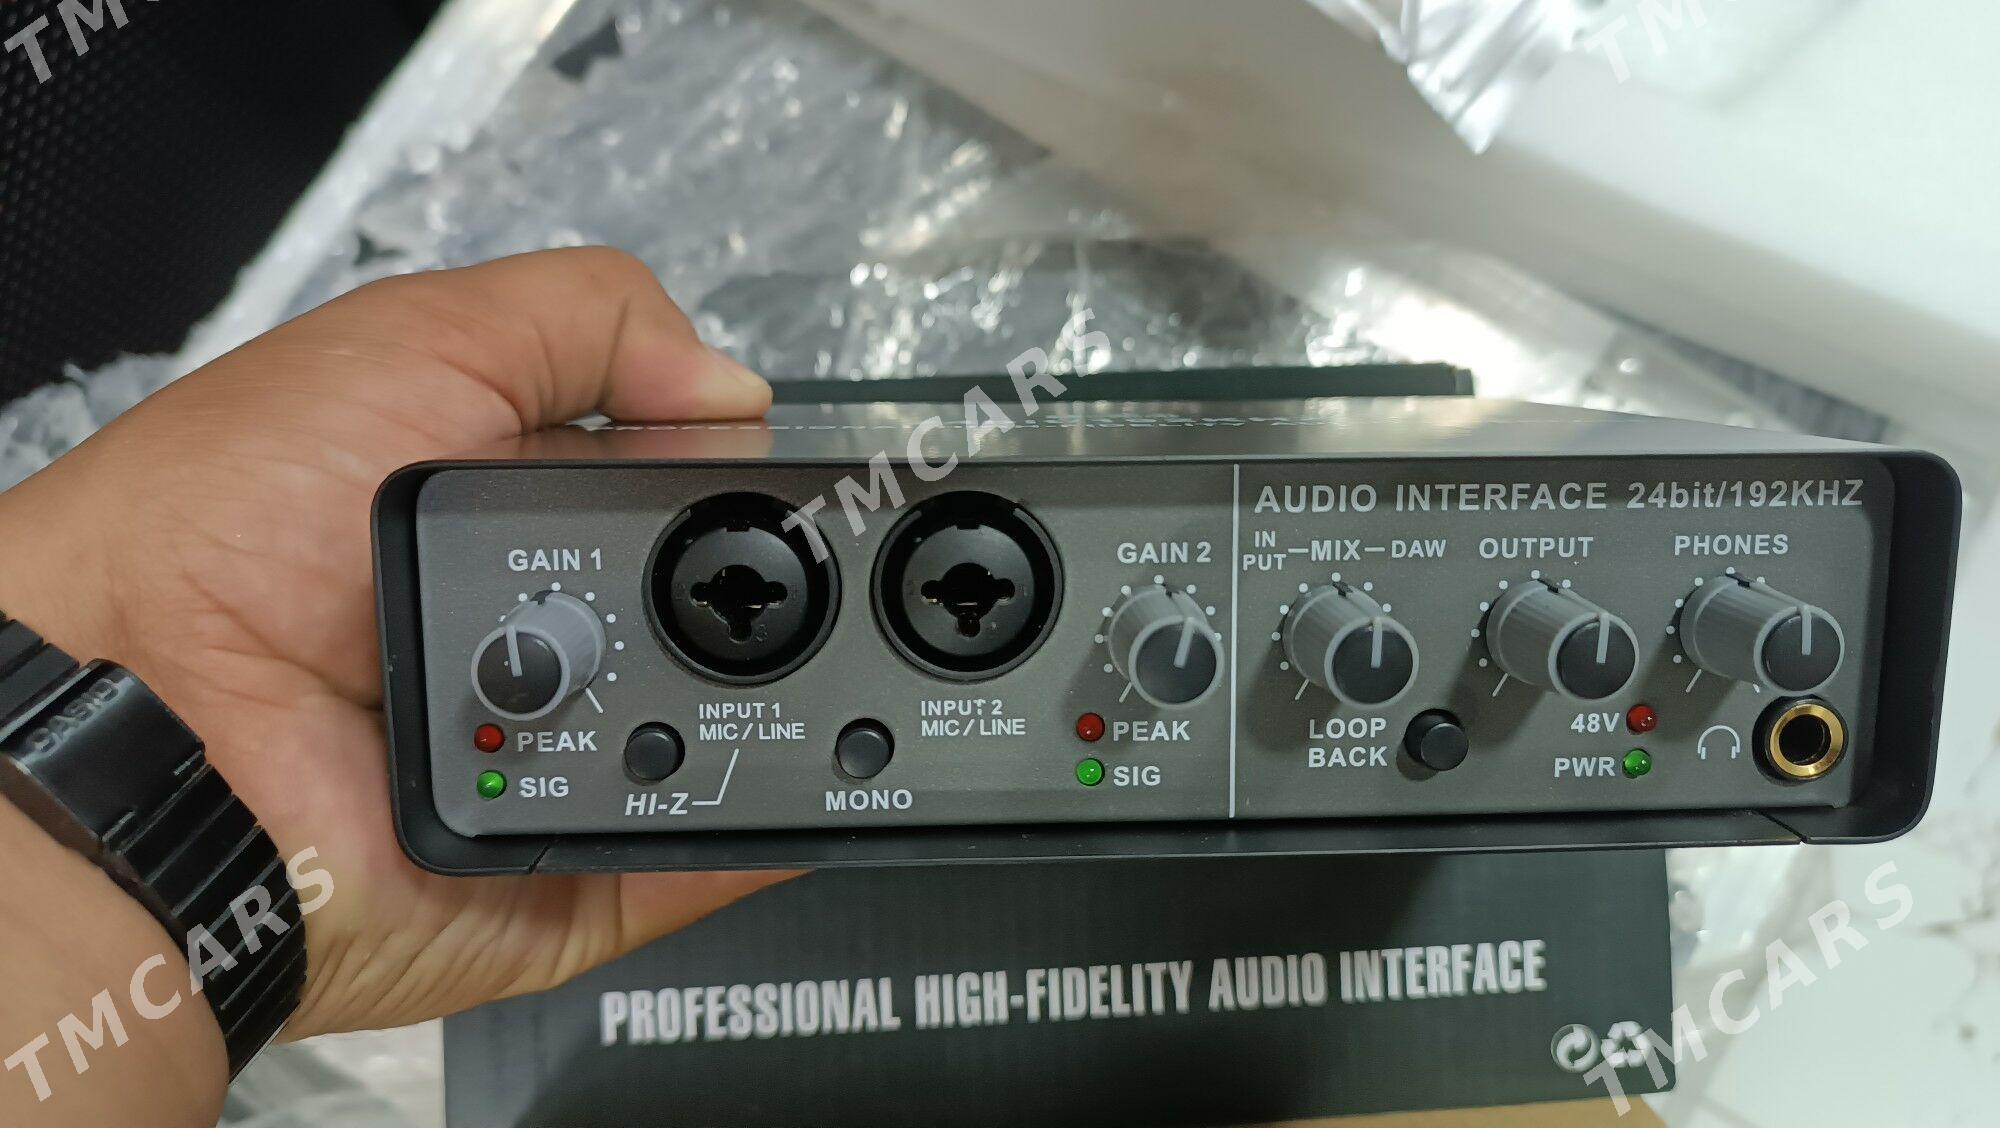 AUDIO INTERFACE 24bit/192KHZ
GAIN 1
GAIN 2
IN PUT MIX DAW
OUTPUT
PHONES
PEAK
SIG
HI-Z
INPUT 1
MIC / LINE
MONO
INPUT 2
MIC / LINE
PEAK
SIG
LOOP
BACK
48V
PWR
CASIO
PROFESSIONAL HIGH-FIDELITY AUDIO INTERFACE
TMCARS
TMCARS
TMCARS